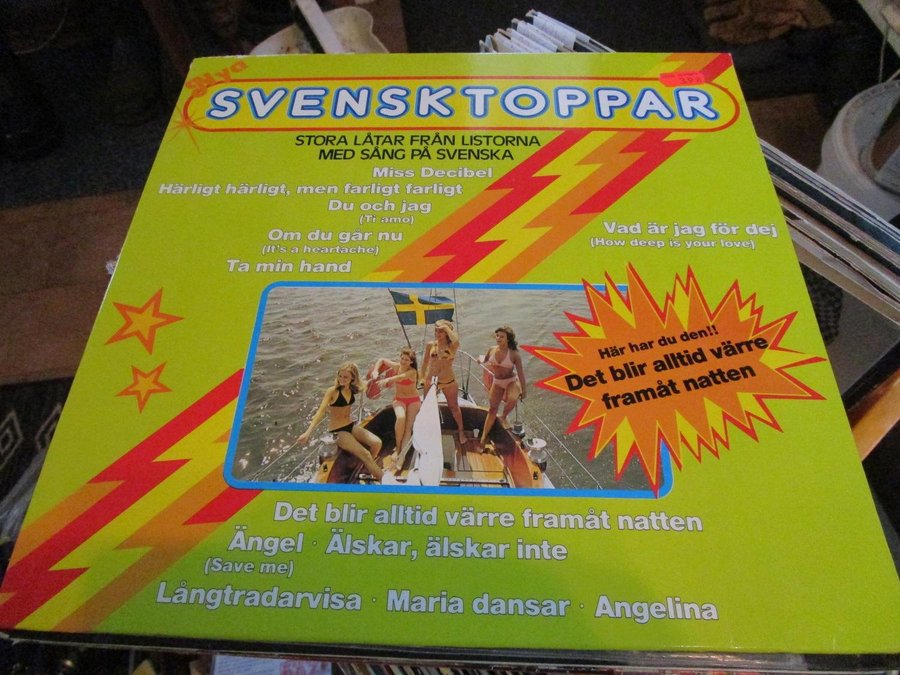 Nya
SVENSKTOPPAR
STORA LÅTAR FRÅN LISTORNA
MED SÅNG PÅ SVENSKA
Miss Decibel
Härligt härligt, men farligt farligt
Du och jag
(Ti amo)
Om du går nu
(It's a heartache)
Ta min hand
Vad är jag för dej
(How deep is your love)
Här har du den!!
Det blir alltid värre
framåt natten
Det blir alltid värre framåt natten
Ängel · Älskar, älskar inte
(Save me)
Långtradarvisa · Maria dansar · Angelina